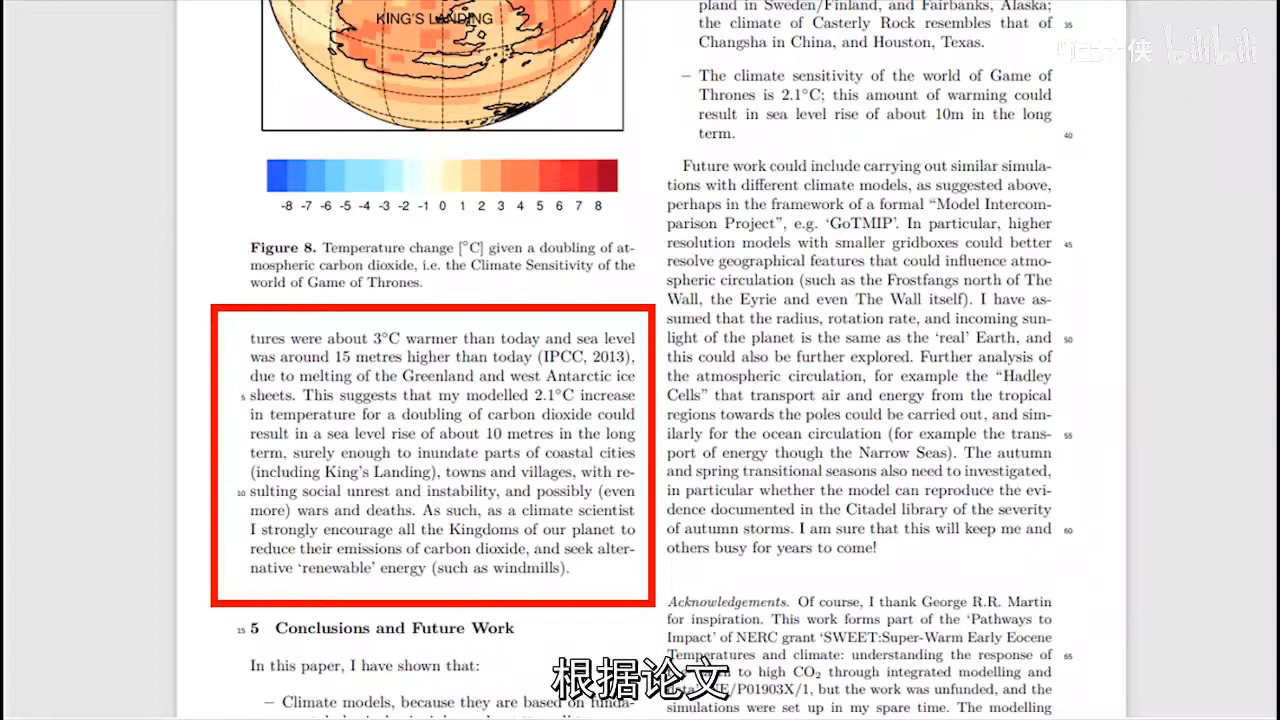 KING'S LANDING
-8 -7 -6 -5 -4 -3 -2 -1 0 1 2 3 4 5 6 7 8
Figure 8. Temperature change [°C] given a doubling of at-
mospheric carbon dioxide, i.e. the Climate Sensitivity of the
world of Game of Thrones.
tures were about 3°C warmer than today and sea level
was around 15 metres higher than today (IPCC, 2013),
due to melting of the Greenland and west Antarctic ice
5 sheets. This suggests that my modelled 2.1°C increase
in temperature for a doubling of carbon dioxide could
result in a sea level rise of about 10 metres in the long
term, surely enough to inundate parts of coastal cities
(including King's Landing), towns and villages, with re-
10 sulting social unrest and instability, and possibly (even
more) wars and deaths. As such, as a climate scientist
I strongly encourage all the Kingdoms of our planet to
reduce their emissions of carbon dioxide, and seek alter-
native 'renewable' energy (such as windmills).
15 5 Conclusions and Future Work
In this paper, I have shown that:
– Climate models, because they are based on funda-
pland in Sweden/Finland, and Fairbanks, Alaska;
the climate of Casterly Rock resembles that of 35
Changsha in China, and Houston, Texas.
– The climate sensitivity of the world of Game of
Thrones is 2.1°C; this amount of warming could
result in sea level rise of about 10m in the long
term. 40
Future work could include carrying out similar simula-
tions with different climate models, as suggested above,
perhaps in the framework of a formal "Model Intercom-
parison Project", e.g. 'GoTMIP'. In particular, higher
resolution models with smaller gridboxes could better 45
resolve geographical features that could influence atmo-
spheric circulation (such as the Frostfangs north of The
Wall, the Eyrie and even The Wall itself). I have as-
sumed that the radius, rotation rate, and incoming sun-
light of the planet is the same as the 'real' Earth, and 50
this could also be further explored. Further analysis of
the atmospheric circulation, for example the "Hadley
Cells" that transport air and energy from the tropical
regions towards the poles could be carried out, and sim-
ilarly for the ocean circulation (for example the trans- 55
port of energy though the Narrow Seas). The autumn
and spring transitional seasons also need to investigated,
in particular whether the model can reproduce the evi-
dence documented in the Citadel library of the severity
of autumn storms. I am sure that this will keep me and 60
others busy for years to come!
Acknowledgements. Of course, I thank George R.R. Martin
for inspiration. This work forms part of the 'Pathways to
Impact' of NERC grant 'SWEET:Super-Warm Early Eocene
Temperatures and climate: understanding the response of 65
to high CO2 through integrated modelling and
/P01903X/1, but the work was unfunded, and the
simulations were set up in my spare time. The modelling
bilibili
根据论文